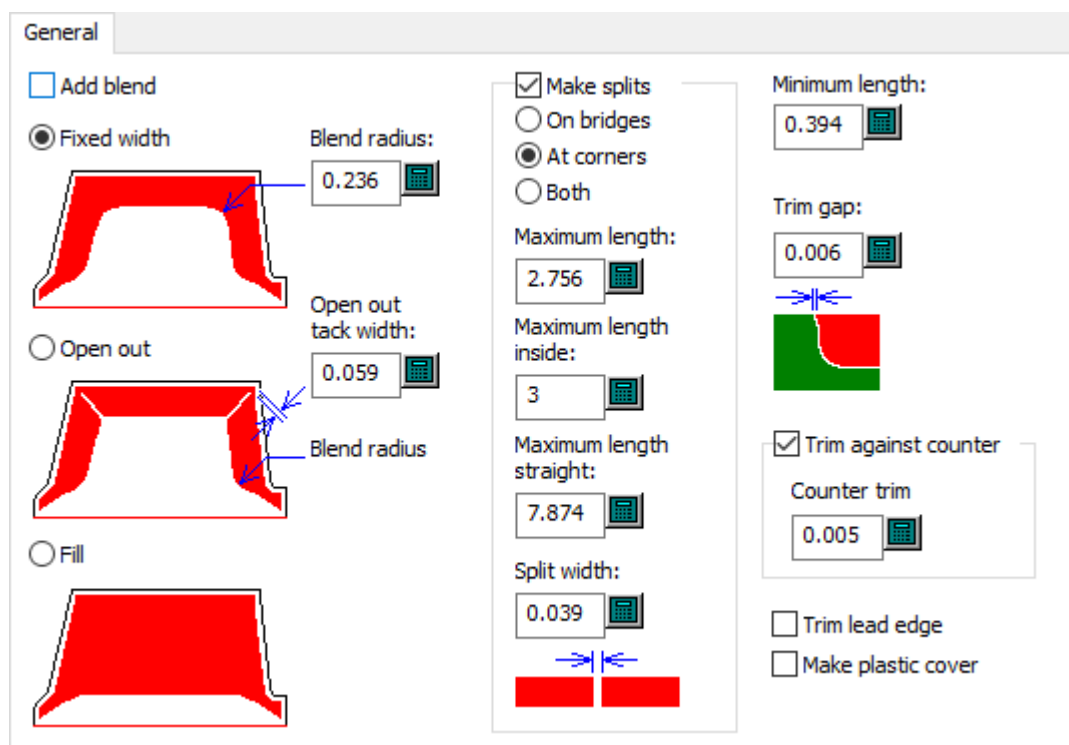 General
Add blend
Fixed width
Blend radius:
0.236
Open out
tack width:
0.059
Open out
Blend radius
Fill
Make splits
On bridges
At corners
Both
Maximum length:
2.756
Maximum length
inside:
3
Maximum length
straight:
7.874
Split width:
0.039
Minimum length:
0.394
Trim gap:
0.006
Trim against counter
Counter trim
0.005
Trim lead edge
Make plastic cover